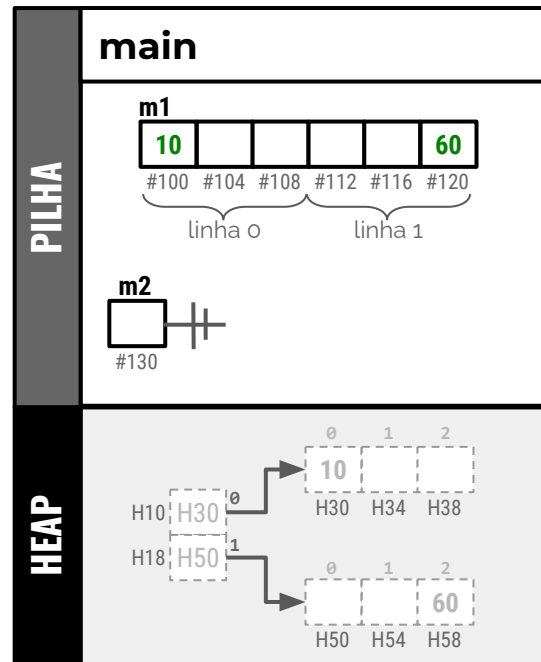 main
PILHA
m1
10 60
#100 #104 #108 #112 #116 #120
linha 0 linha 1
m2
#130
HEAP
0 1 2
10
H30 H34 H38
H10 H30 0
H18 H50 1
0 1 2
60
H50 H54 H58